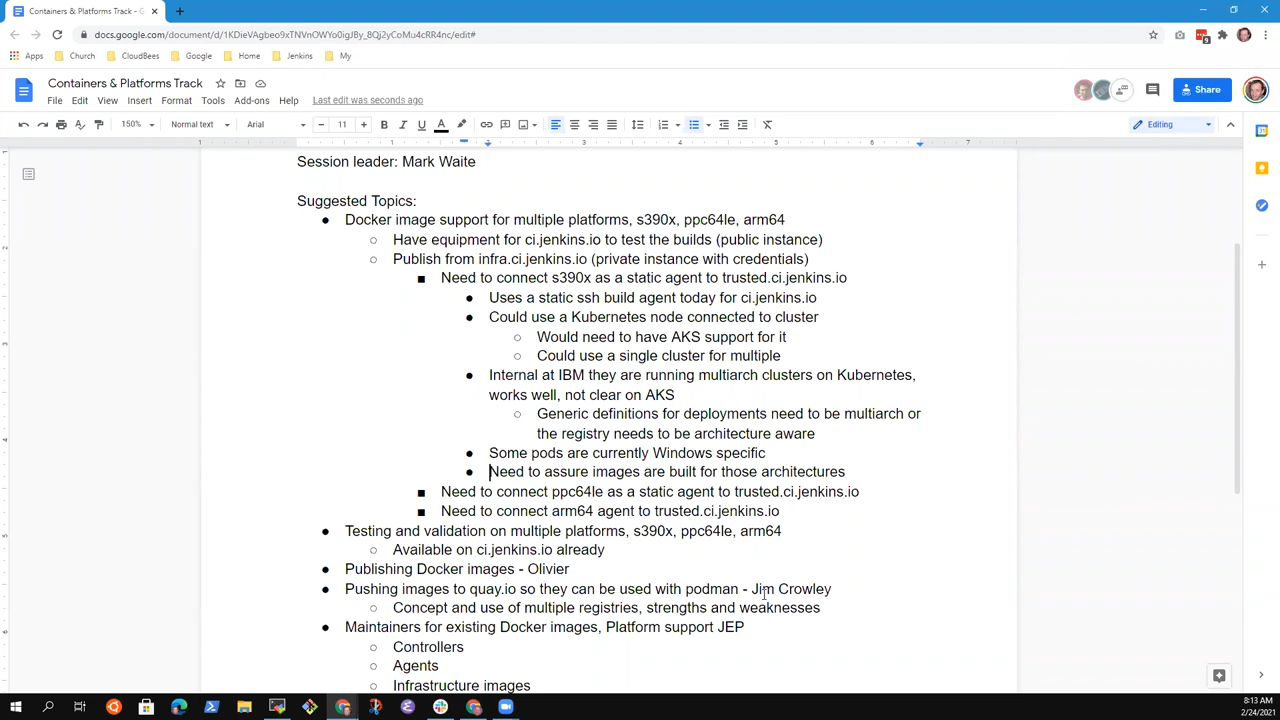 Containers & Platforms Track - G
docs.google.com/document/d/1KDieVAgbeo9xTNVnOWYo0igJBy_8Qj2yCoMu4cRR4nc/edit#
9
Apps Church CloudBees Google Home Jenkins My
Containers & Platforms Track
File Edit View Insert Format Tools Add-ons Help Last edit was seconds ago
Share
150% Normal text Arial 11 B I U A Editing
1 1 2 3 4 5 6 7
Session leader: Mark Waite
Suggested Topics:
● Docker image support for multiple platforms, s390x, ppc64le, arm64
○ Have equipment for ci.jenkins.io to test the builds (public instance)
○ Publish from infra.ci.jenkins.io (private instance with credentials)
■ Need to connect s390x as a static agent to trusted.ci.jenkins.io
● Uses a static ssh build agent today for ci.jenkins.io
● Could use a Kubernetes node connected to cluster
○ Would need to have AKS support for it
○ Could use a single cluster for multiple
● Internal at IBM they are running multiarch clusters on Kubernetes,
works well, not clear on AKS
○ Generic definitions for deployments need to be multiarch or
the registry needs to be architecture aware
● Some pods are currently Windows specific
● Need to assure images are built for those architectures
■ Need to connect ppc64le as a static agent to trusted.ci.jenkins.io
■ Need to connect arm64 agent to trusted.ci.jenkins.io
● Testing and validation on multiple platforms, s390x, ppc64le, arm64
○ Available on ci.jenkins.io already
● Publishing Docker images - Olivier
● Pushing images to quay.io so they can be used with podman - Jim Crowley
○ Concept and use of multiple registries, strengths and weaknesses
● Maintainers for existing Docker images, Platform support JEP
○ Controllers
○ Agents
○ Infrastructure images
8:13 AM
2/24/2021